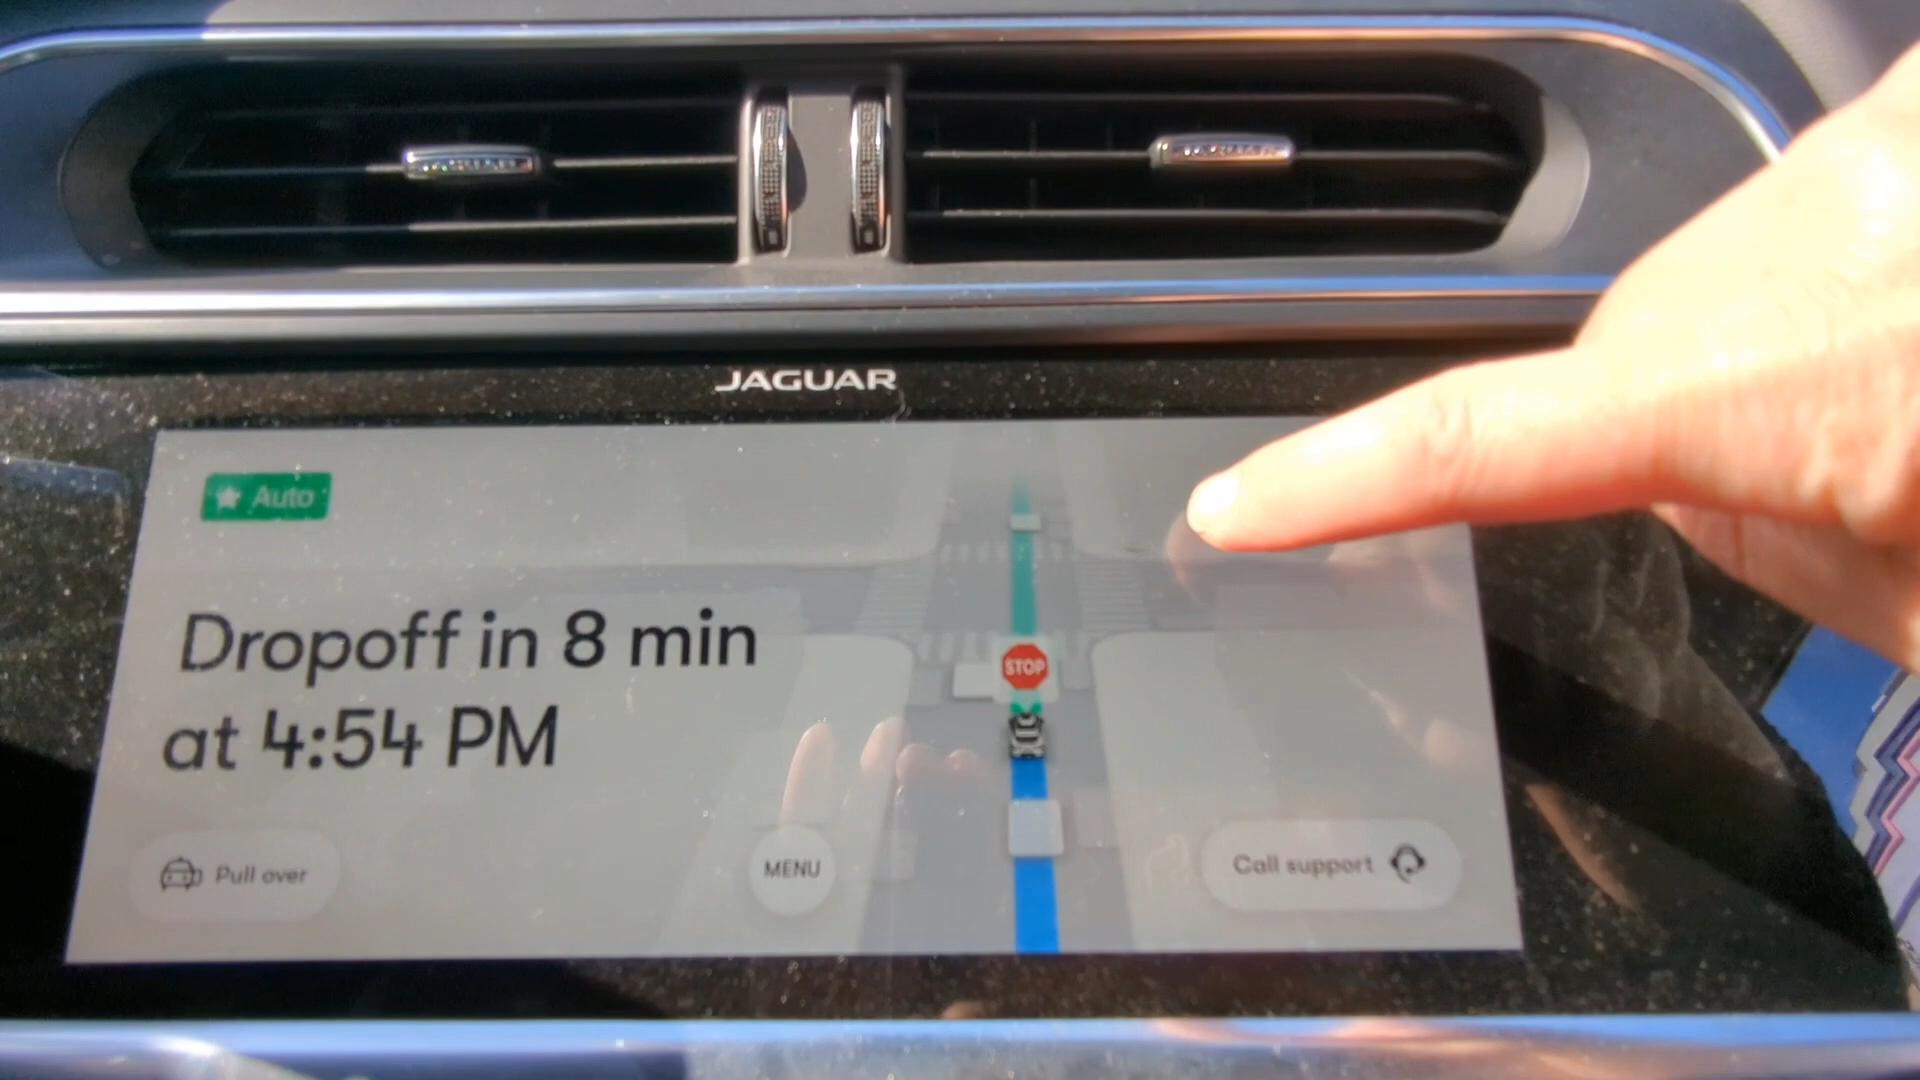 JAGUAR
Auto
Dropoff in 8 min
at 4:54 PM
STOP
Pull over
MENU
Call support